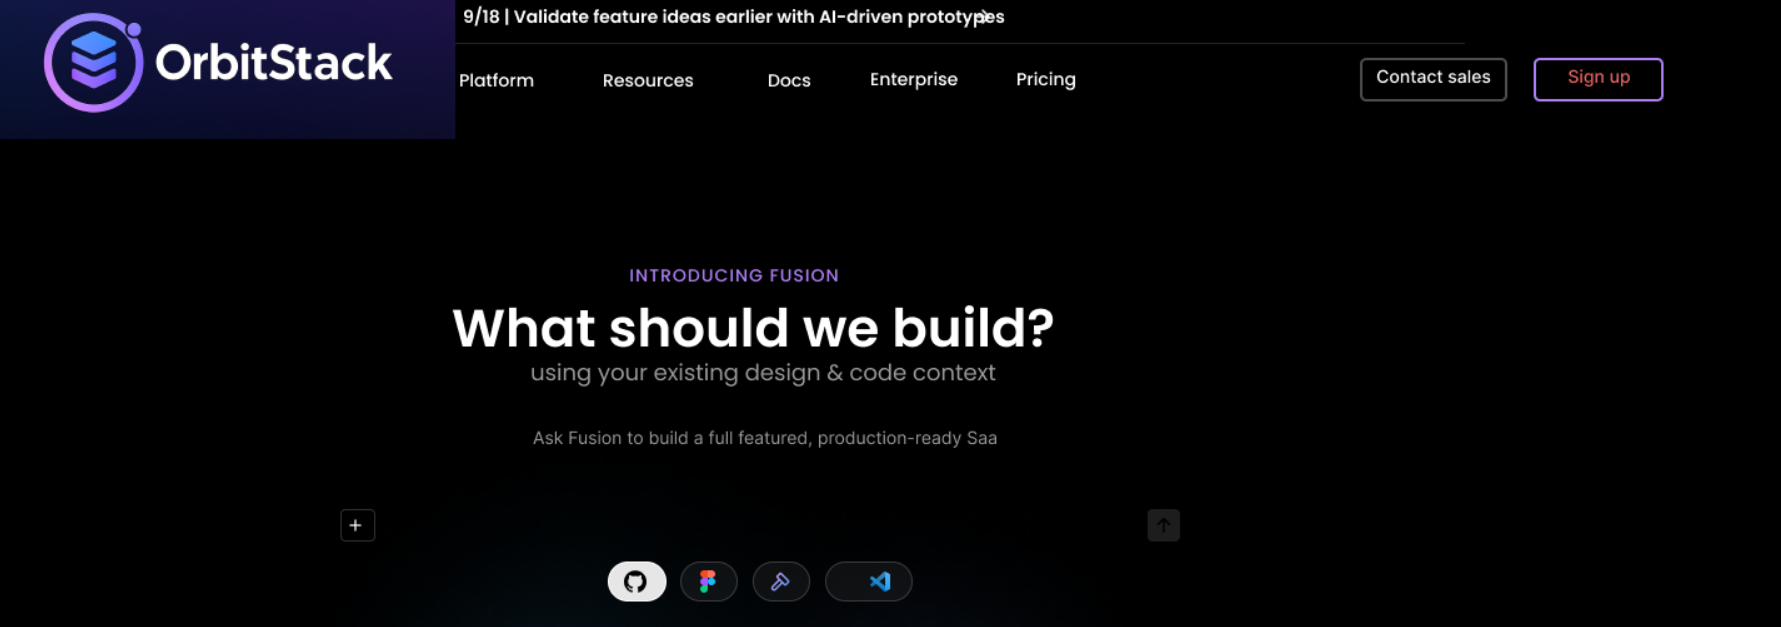 OrbitStack
9/18 | Validate feature ideas earlier with AI-driven prototypes
Platform
Resources
Docs
Enterprise
Pricing
Contact sales
Sign up
INTRODUCING FUSION
What should we build?
using your existing design & code context
Ask Fusion to build a full featured, production-ready Saa